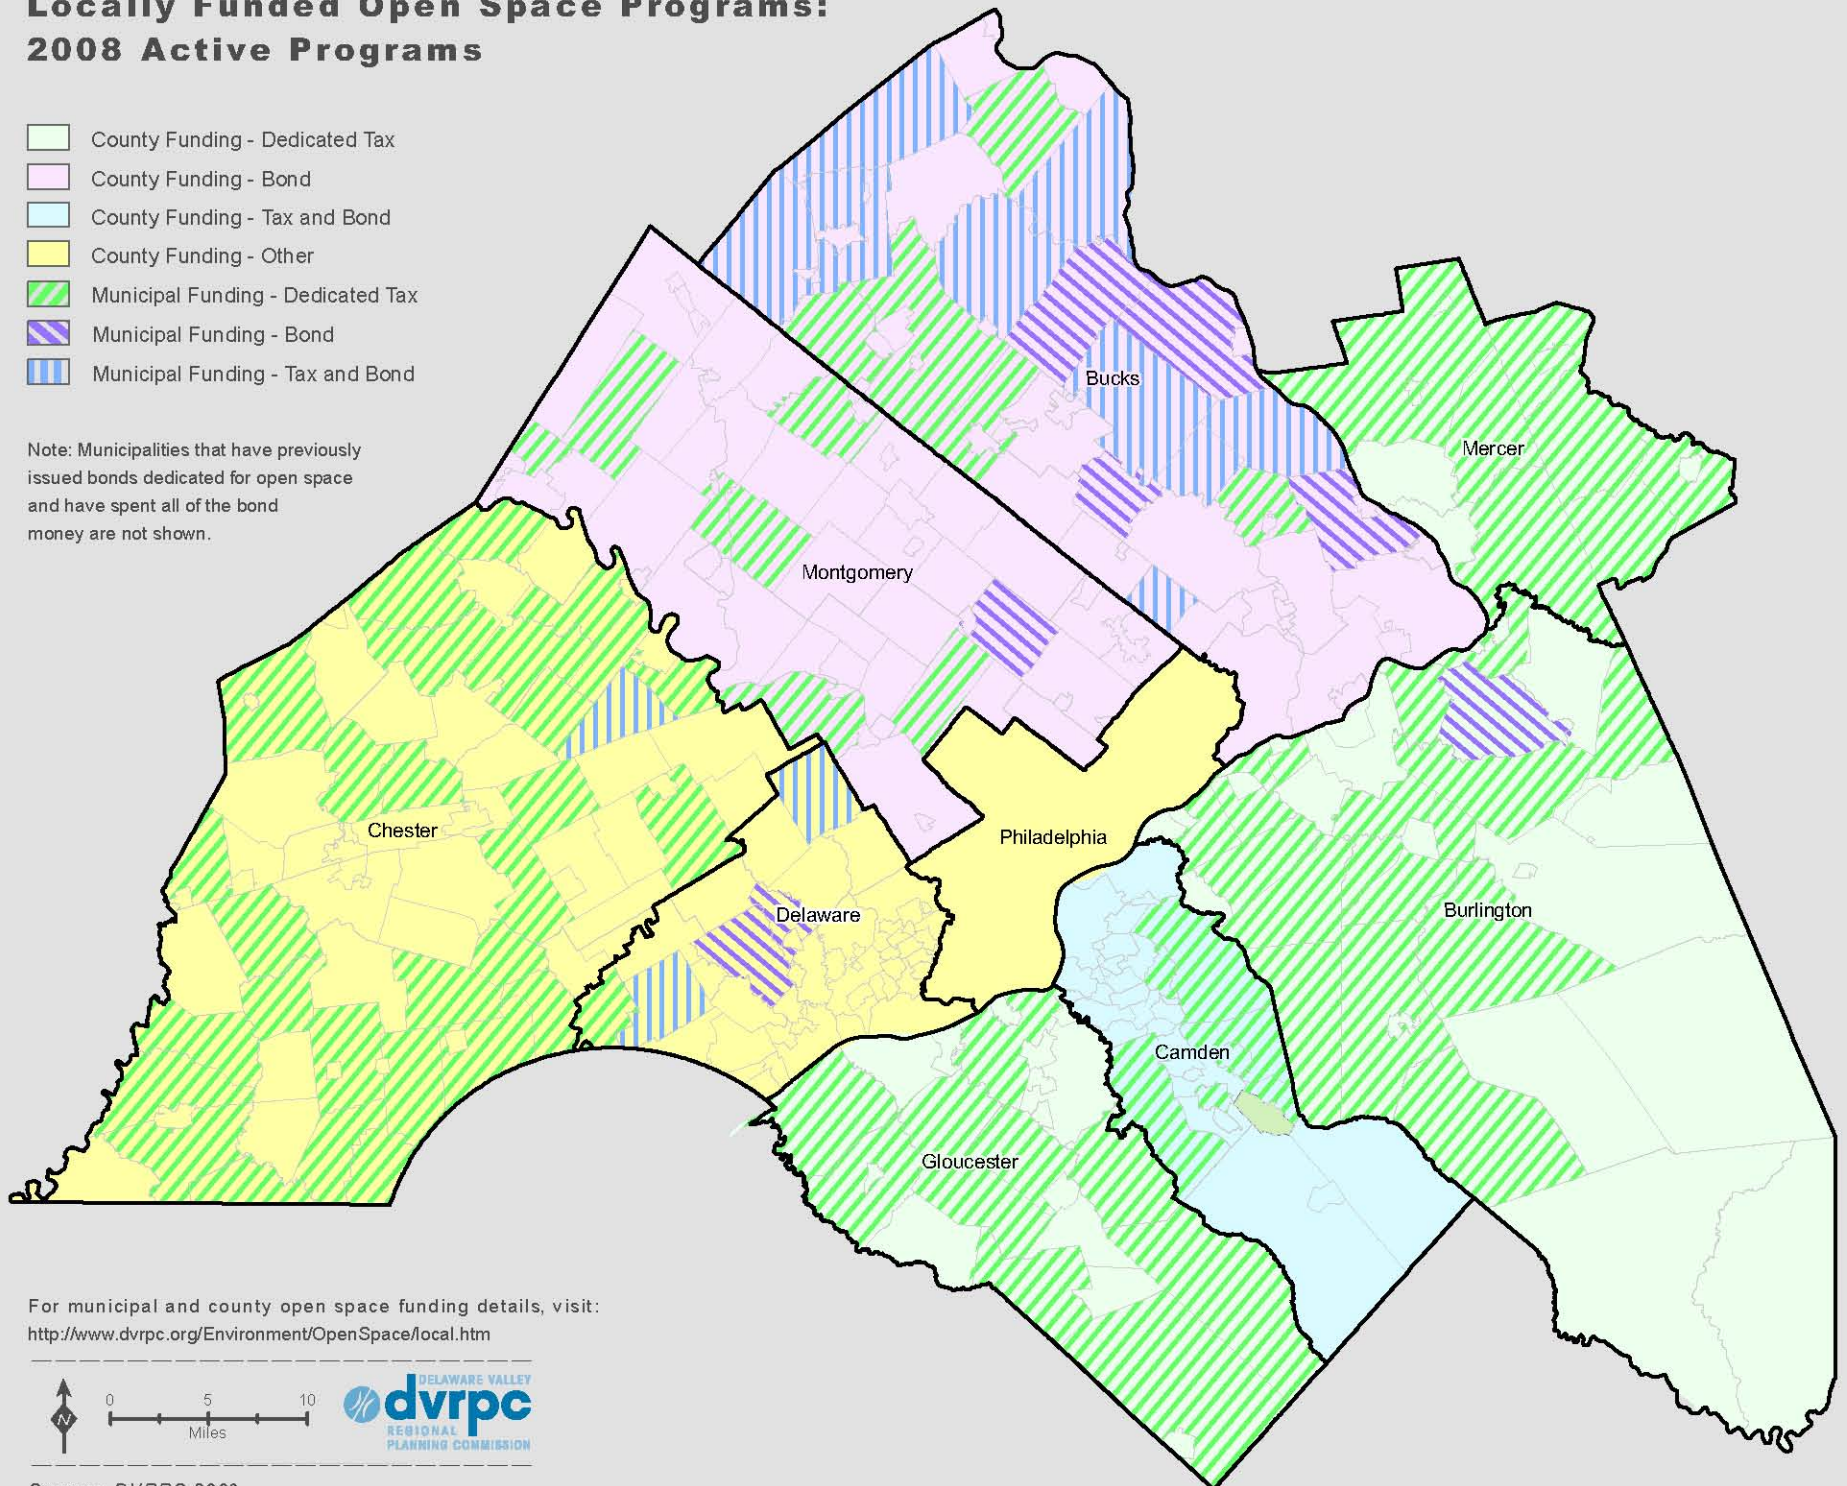 Locally Funded Open Space Programs:
2008 Active Programs
County Funding - Dedicated Tax
County Funding - Bond
County Funding - Tax and Bond
County Funding - Other
Municipal Funding - Dedicated Tax
Municipal Funding - Bond
Municipal Funding - Tax and Bond
Note: Municipalities that have previously
issued bonds dedicated for open space
and have spent all of the bond
money are not shown.
Bucks
Mercer
Montgomery
Chester
Philadelphia
Delaware
Burlington
Camden
Gloucester
For municipal and county open space funding details, visit:
http://www.dvrpc.org/Environment/OpenSpace/local.htm
N
0 5 10
Miles
DELAWARE VALLEY
dvrpc
REGIONAL
PLANNING COMMISSION